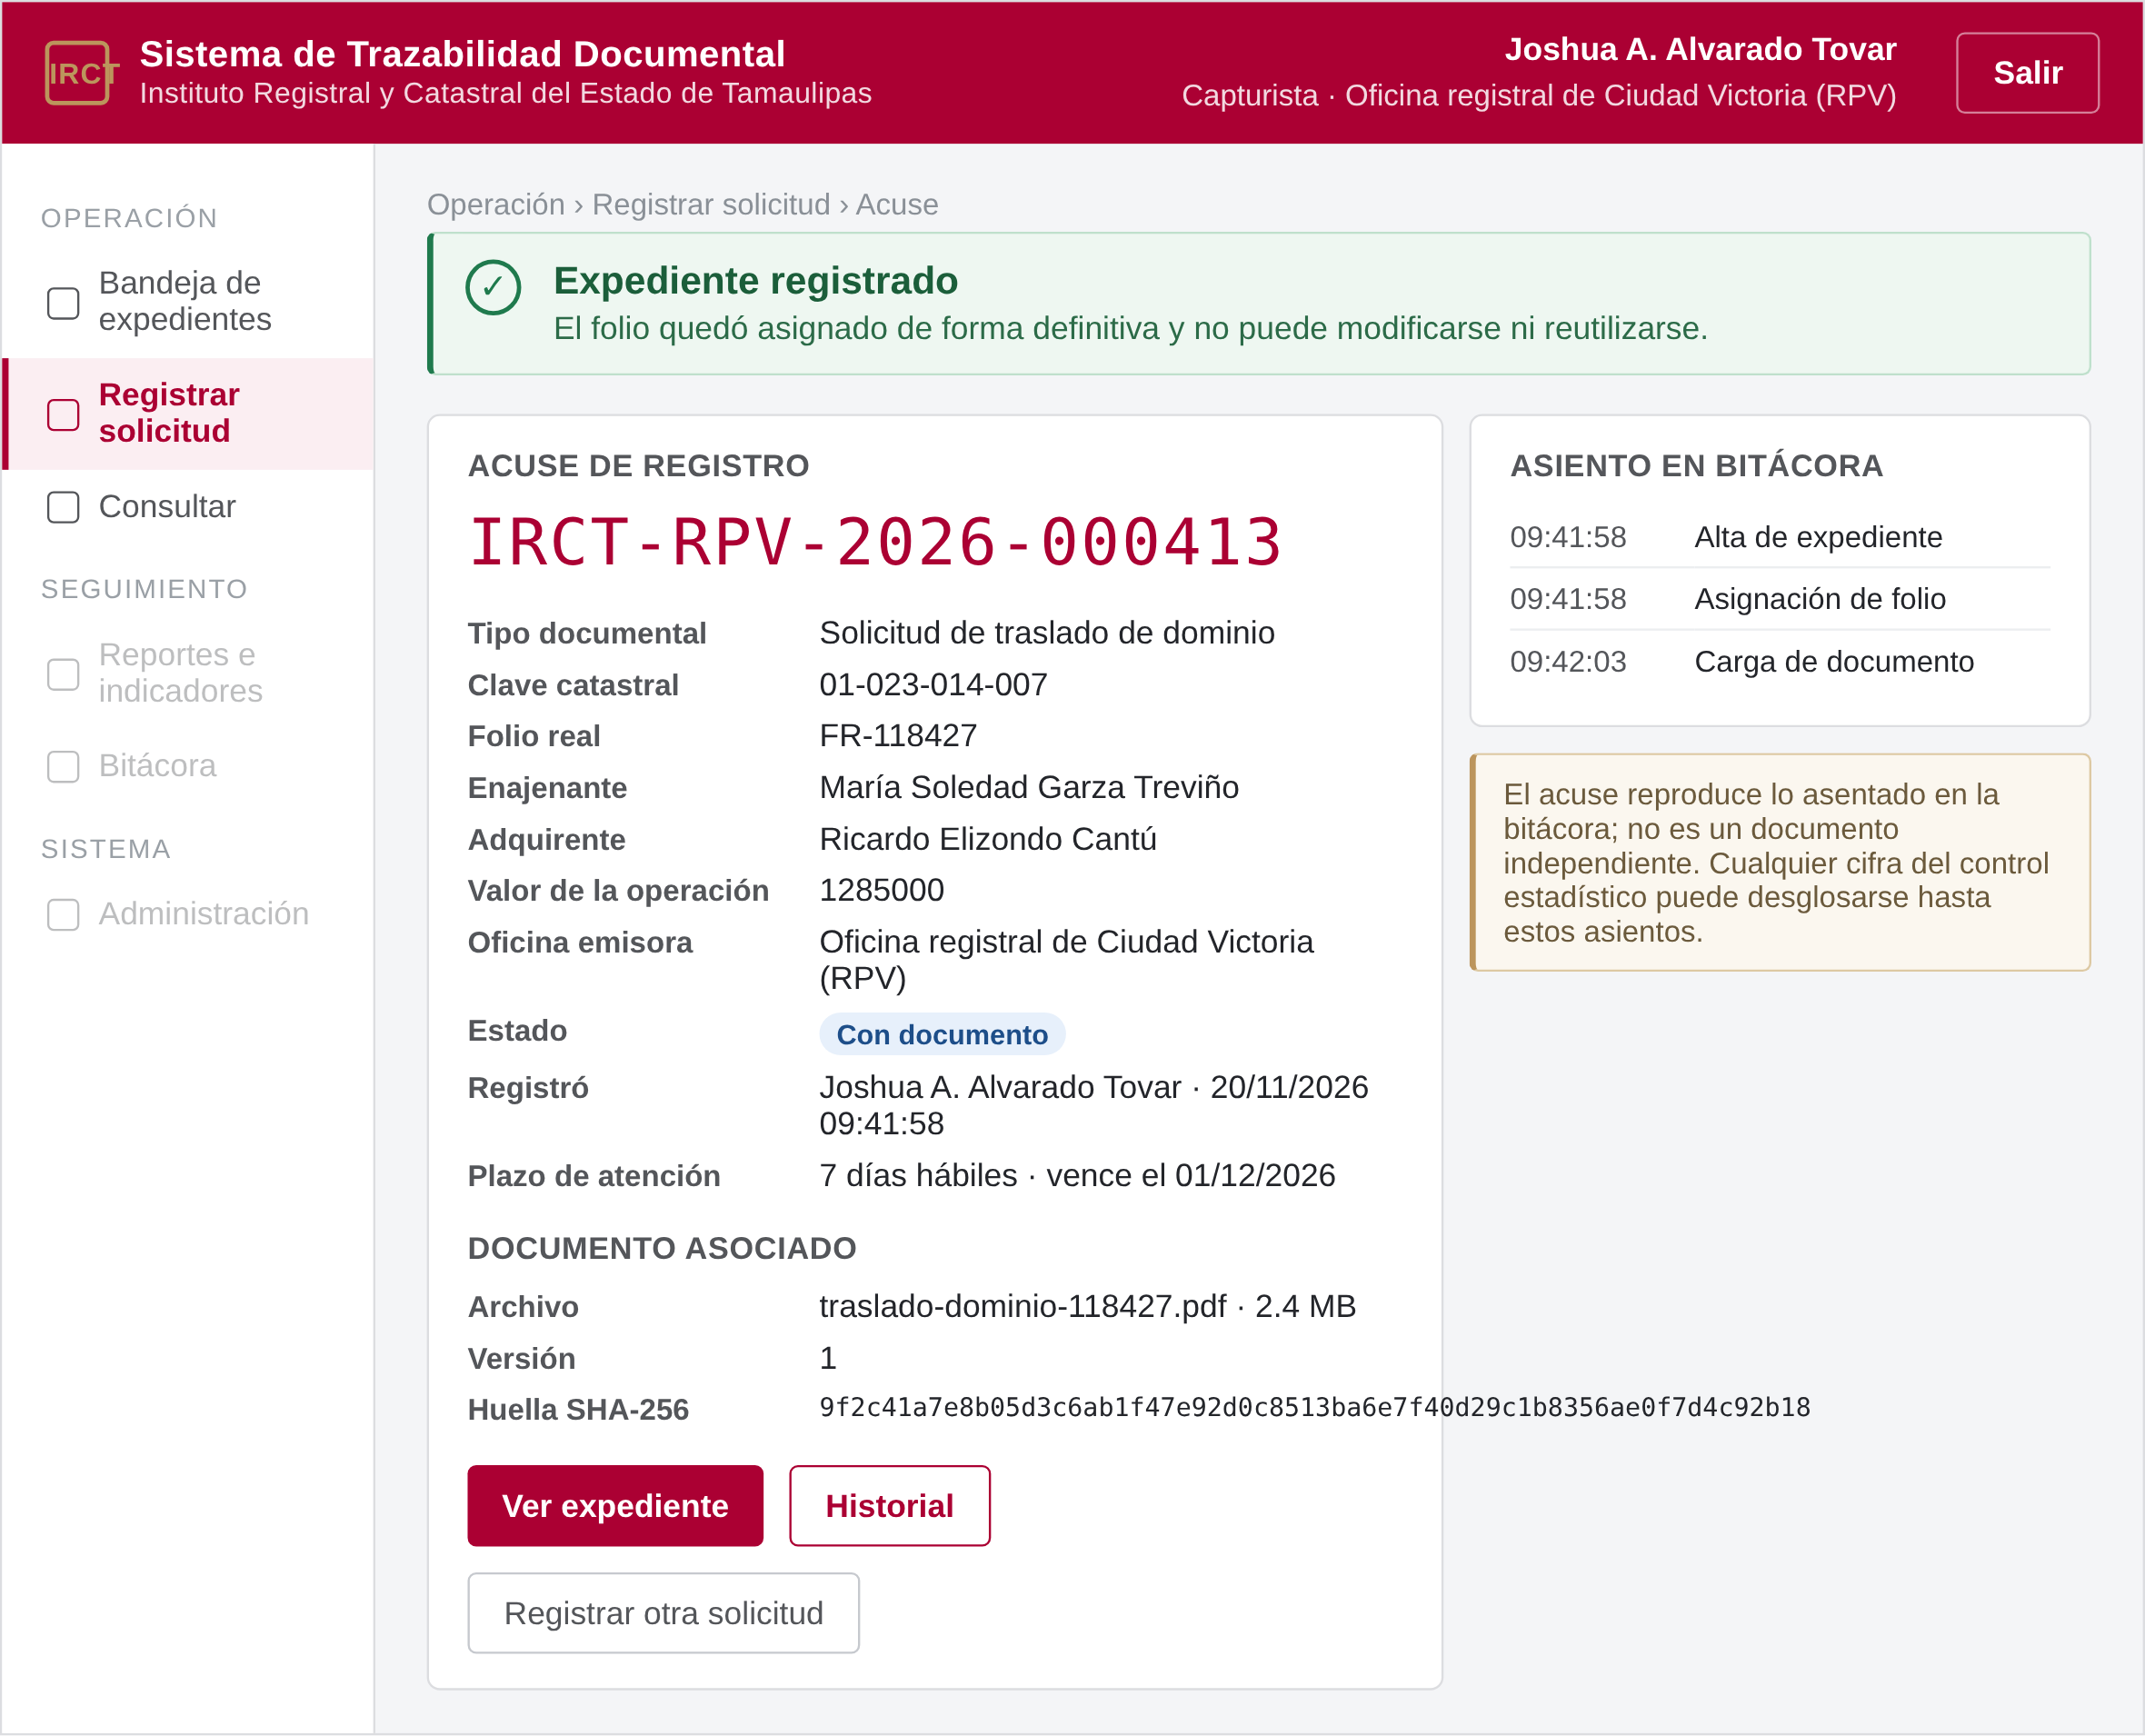 IRCT
Sistema de Trazabilidad Documental
Instituto Registral y Catastral del Estado de Tamaulipas
Joshua A. Alvarado Tovar
Capturista · Oficina registral de Ciudad Victoria (RPV)
Salir
OPERACIÓN
Bandeja de
expedientes
Registrar
solicitud
Consultar
SEGUIMIENTO
Reportes e
indicadores
Bitácora
SISTEMA
Administración
Operación › Registrar solicitud › Acuse
✓
Expediente registrado
El folio quedó asignado de forma definitiva y no puede modificarse ni reutilizarse.
ACUSE DE REGISTRO
IRCT-RPV-2026-000413
Tipo documental Solicitud de traslado de dominio
Clave catastral 01-023-014-007
Folio real FR-118427
Enajenante María Soledad Garza Treviño
Adquirente Ricardo Elizondo Cantú
Valor de la operación 1285000
Oficina emisora Oficina registral de Ciudad Victoria
(RPV)
Estado Con documento
Registró Joshua A. Alvarado Tovar · 20/11/2026
09:41:58
Plazo de atención 7 días hábiles · vence el 01/12/2026
DOCUMENTO ASOCIADO
Archivo traslado-dominio-118427.pdf · 2.4 MB
Versión 1
Huella SHA-256 9f2c41a7e8b05d3c6ab1f47e92d0c8513ba6e7f40d29c1b8356ae0f7d4c92b18
Ver expediente
Historial
Registrar otra solicitud
ASIENTO EN BITÁCORA
09:41:58 Alta de expediente
09:41:58 Asignación de folio
09:42:03 Carga de documento
El acuse reproduce lo asentado en la
bitácora; no es un documento
independiente. Cualquier cifra del control
estadístico puede desglosarse hasta
estos asientos.